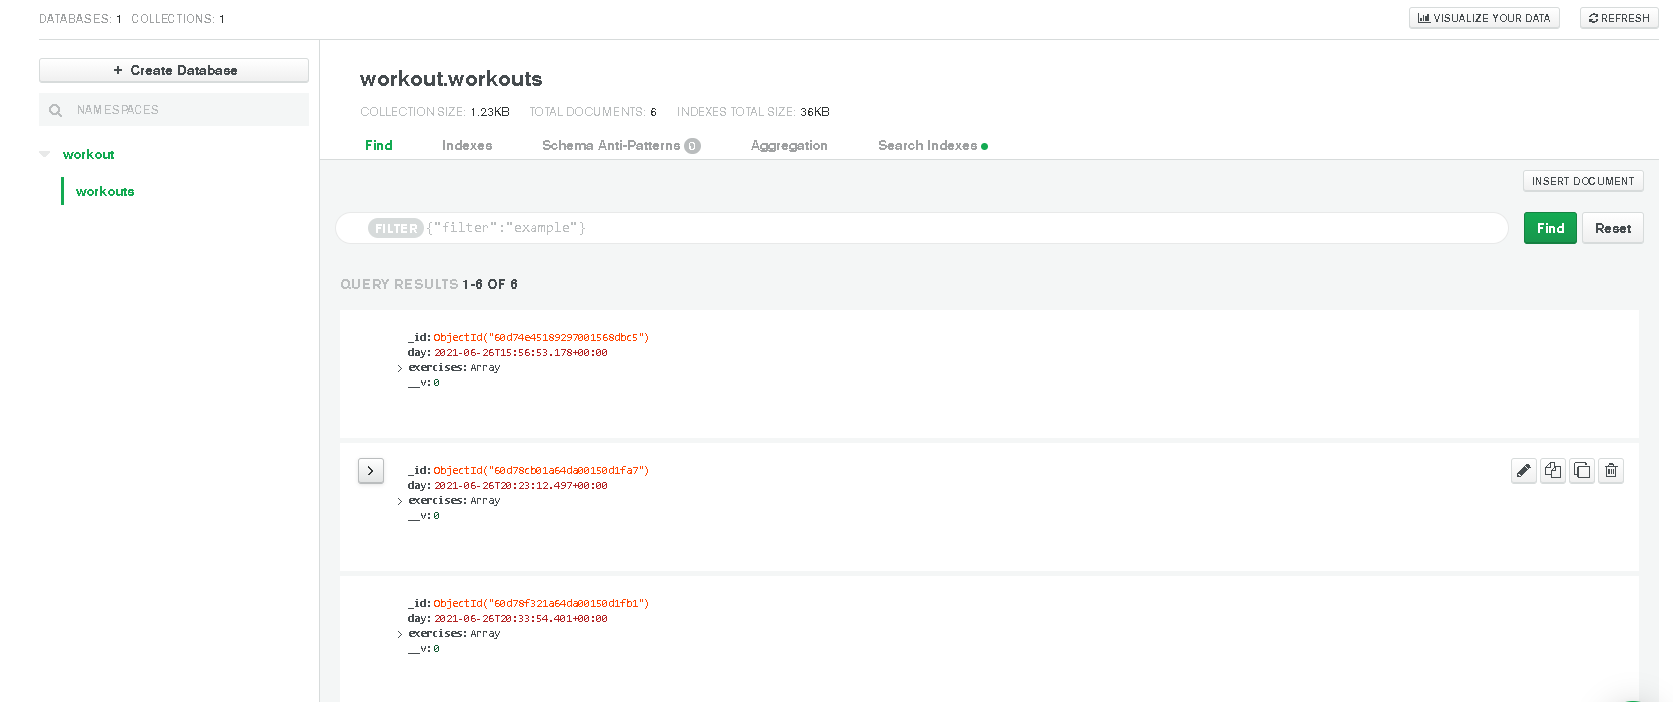 DATABASES: 1 COLLECTIONS: 1
VISUALIZE YOUR DATA
REFRESH
+ Create Database
NAMESPACES
workout
workouts
workout.workouts
COLLECTION SIZE: 1.23KB TOTAL DOCUMENTS: 6 INDEXES TOTAL SIZE: 36KB
Find Indexes Schema Anti-Patterns 0 Aggregation Search Indexes
INSERT DOCUMENT
FILTER {"filter":"example"}
Find
Reset
QUERY RESULTS 1-6 OF 6
_id: ObjectId("60d74e45189297001568dbc5")
day: 2021-06-26T15:56:53.178+00:00
exercises: Array
__v: 0
_id: ObjectId("60d78cb01a64da00150d1fa7")
day: 2021-06-26T20:23:12.497+00:00
exercises: Array
__v: 0
_id: ObjectId("60d78f321a64da00150d1fb1")
day: 2021-06-26T20:33:54.401+00:00
exercises: Array
__v: 0